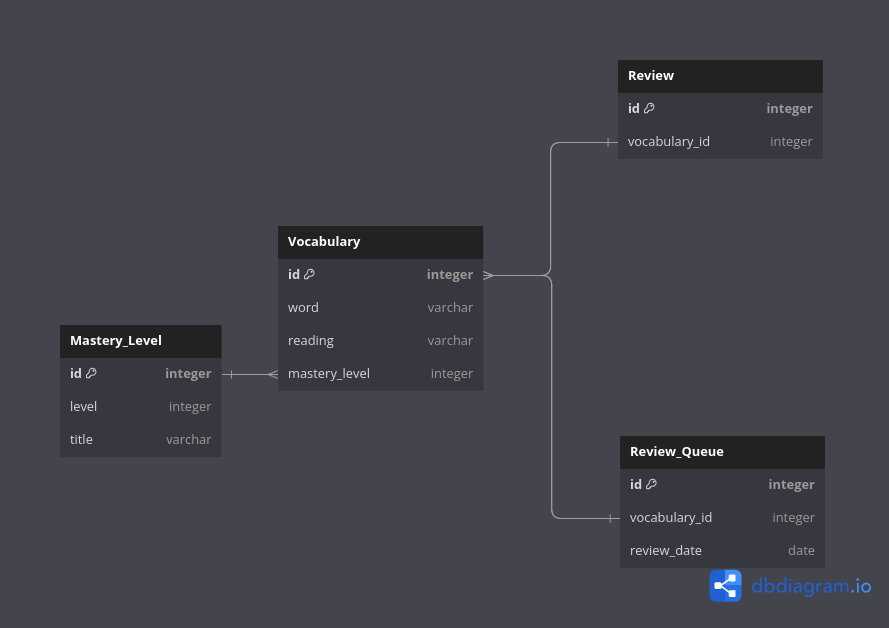 Review
id integer
vocabulary_id integer
Vocabulary
id integer
word varchar
reading varchar
mastery_level integer
Mastery_Level
id integer
level integer
title varchar
Review_Queue
id integer
vocabulary_id integer
review_date date
dbdiagram.io